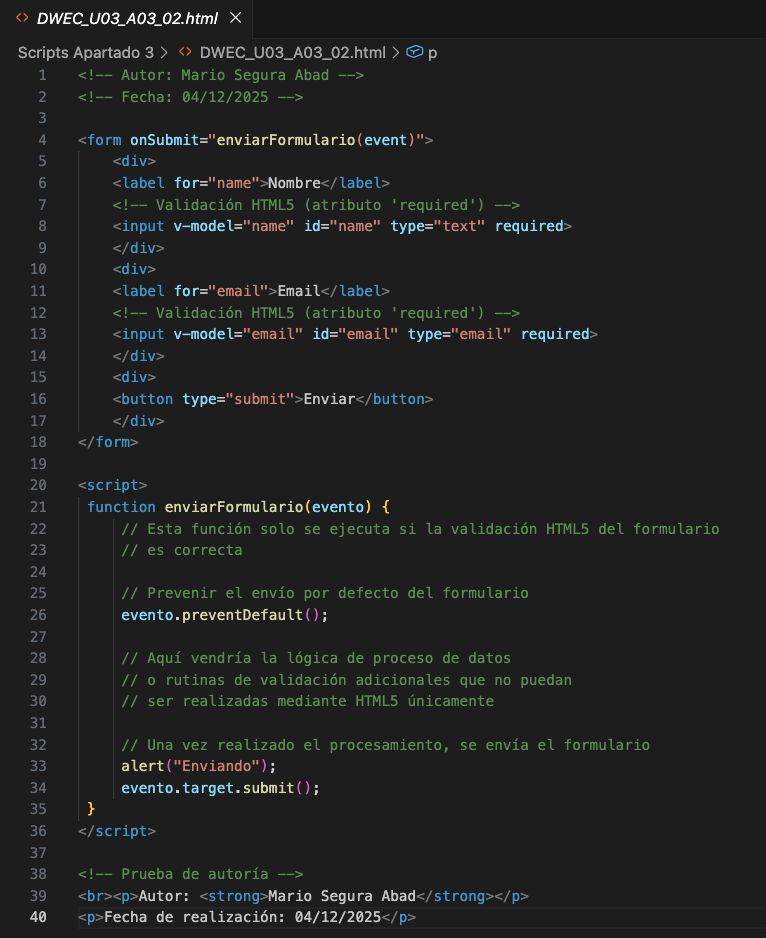 DWEC_U03_A03_02.html
Scripts Apartado 3 > DWEC_U03_A03_02.html > p
1 <!-- Autor: Mario Segura Abad -->
2 <!-- Fecha: 04/12/2025 -->
3
4 <form onSubmit="enviarFormulario(event)">
5     <div>
6     <label for="name">Nombre</label>
7     <!-- Validación HTML5 (atributo 'required') -->
8     <input v-model="name" id="name" type="text" required>
9     </div>
10     <div>
11     <label for="email">Email</label>
12     <!-- Validación HTML5 (atributo 'required') -->
13     <input v-model="email" id="email" type="email" required>
14     </div>
15     <div>
16     <button type="submit">Enviar</button>
17     </div>
18 </form>
19
20 <script>
21  function enviarFormulario(evento) {
22      // Esta función solo se ejecuta si la validación HTML5 del formulario
23      // es correcta
24
25      // Prevenir el envío por defecto del formulario
26      evento.preventDefault();
27
28      // Aquí vendría la lógica de proceso de datos
29      // o rutinas de validación adicionales que no puedan
30      // ser realizadas mediante HTML5 únicamente
31
32      // Una vez realizado el procesamiento, se envía el formulario
33      alert("Enviando");
34      evento.target.submit();
35  }
36 </script>
37
38 <!-- Prueba de autoría -->
39 <br><p>Autor: <strong>Mario Segura Abad</strong></p>
40 <p>Fecha de realización: 04/12/2025</p>